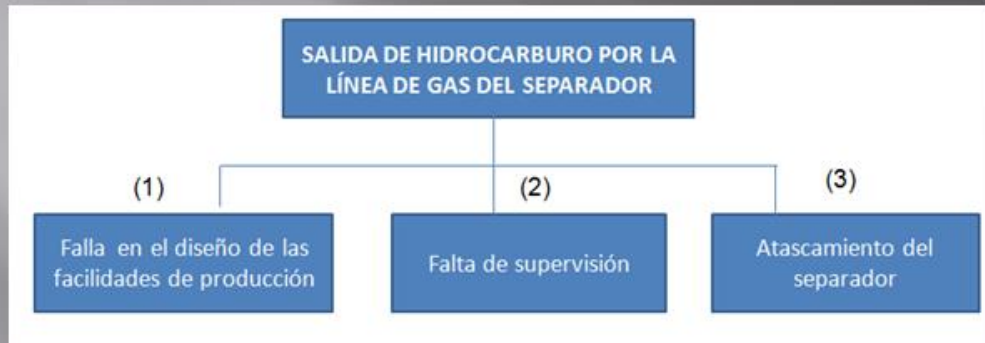 SALIDA DE HIDROCARBURO POR LA
LÍNEA DE GAS DEL SEPARADOR
(1)
(2)
(3)
Falla en el diseño de las
facilidades de producción
Falta de supervisión
Atascamiento del
separador